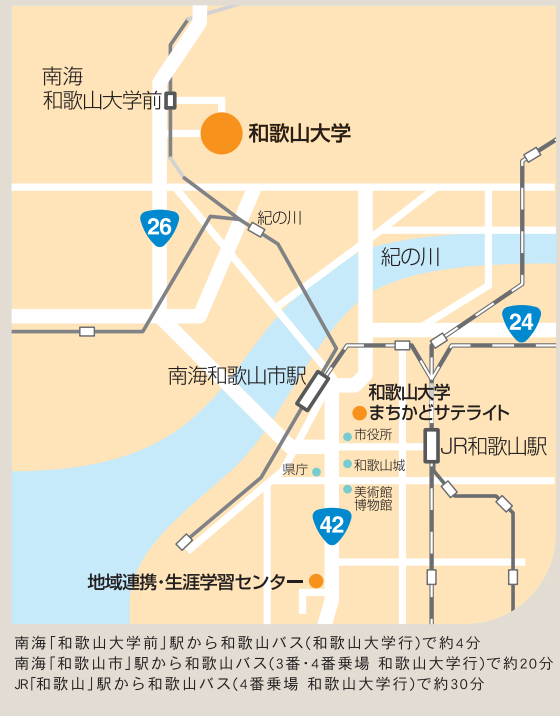 南海
和歌山大学前
和歌山大学
紀の川
26
紀の川
24
南海和歌山市駅
和歌山大学
まちかどサテライト
市役所
JR和歌山駅
県庁
和歌山城
美術館
博物館
42
地域連携・生涯学習センター
南海「和歌山大学前」駅から和歌山バス(和歌山大学行)で約4分
南海「和歌山市」駅から和歌山バス(3番・4番乗場 和歌山大学行)で約20分
JR「和歌山」駅から和歌山バス(4番乗場 和歌山大学行)で約30分